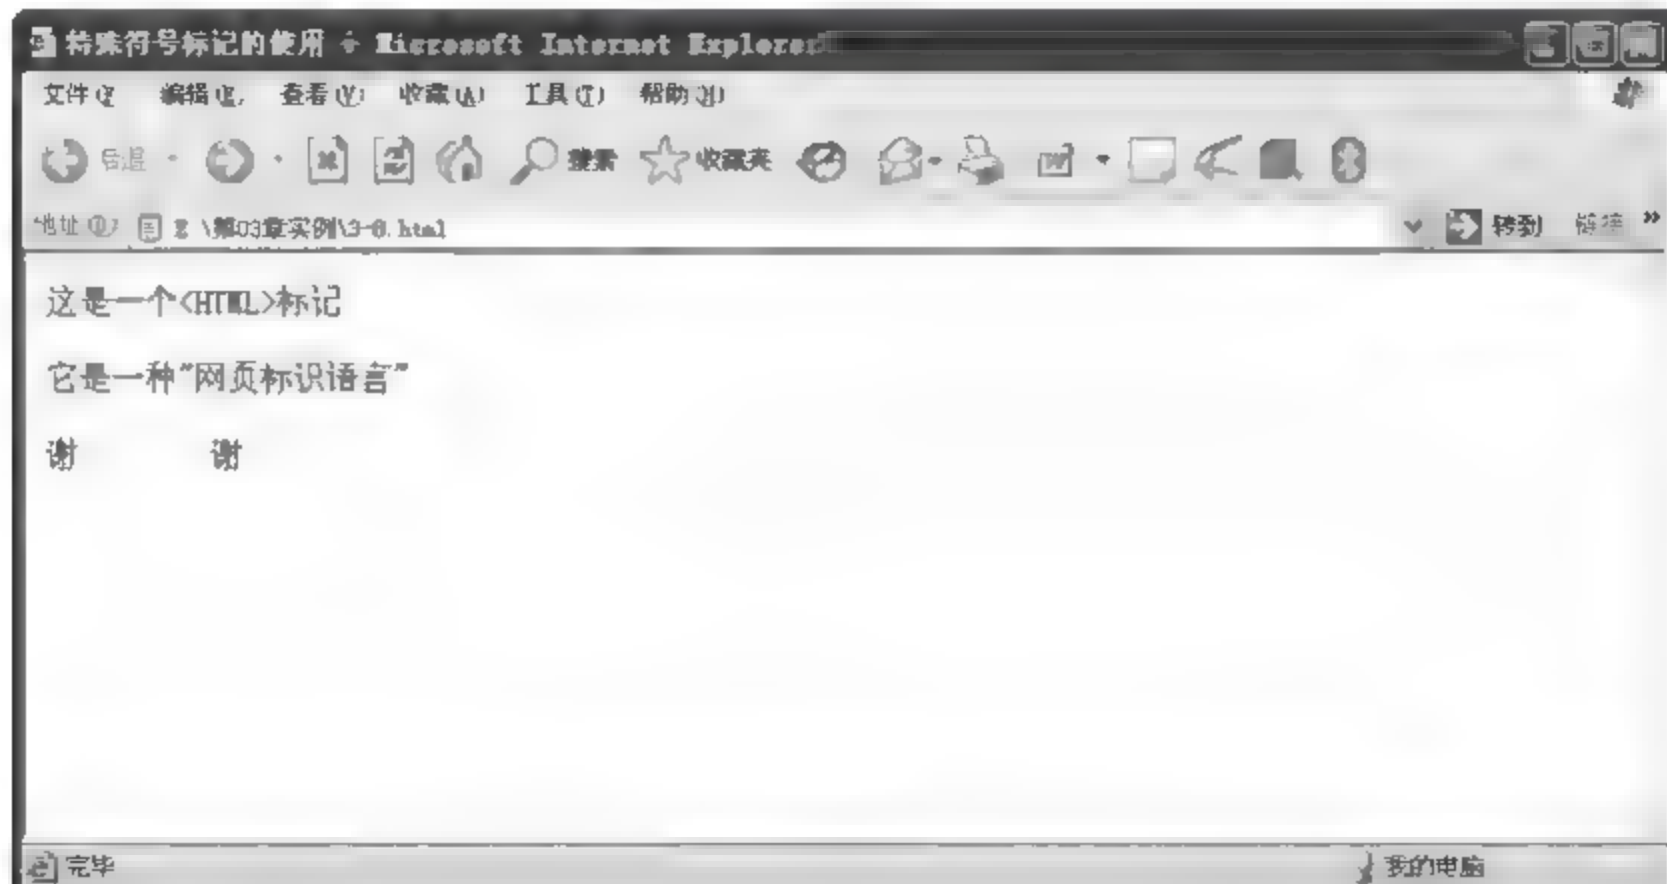 特殊符号标记的使用 - Microsoft Internet Explorer
文件(F) 编辑(E) 查看(V) 收藏(A) 工具(T) 帮助(H)
后退 搜索 收藏夹
地址(D) \第03章实例\3-8.html 转到 链接 »
这是一个<HTML>标记
它是一种"网页标识语言"
谢 谢
完毕 我的电脑